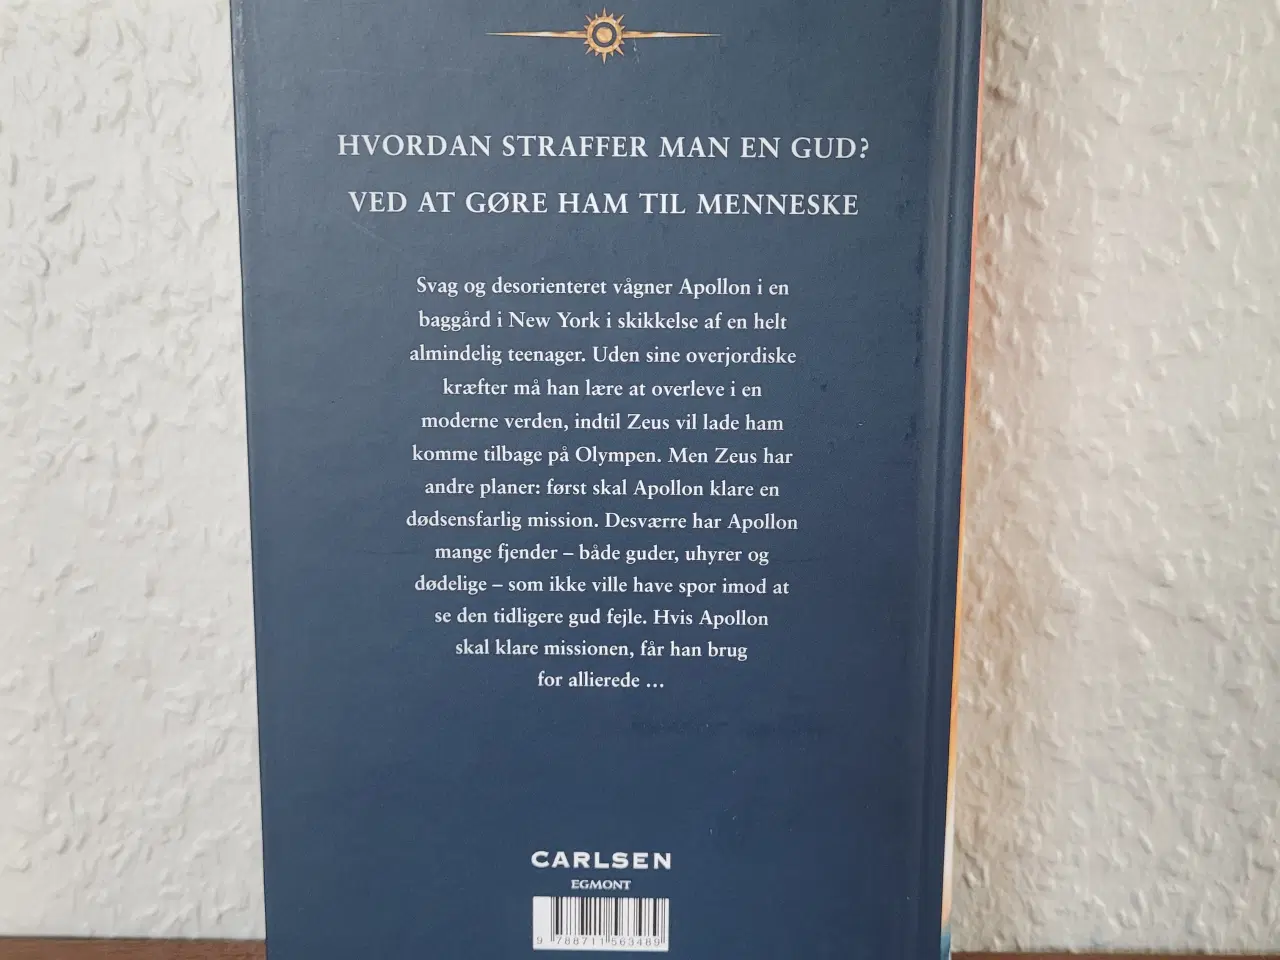 HVORDAN STRAFFER MAN EN GUD?
VED AT GØRE HAM TIL MENNESKE
Svag og desorienteret vågner Apollon i en
baggård i New York i skikkelse af en helt
almindelig teenager. Uden sine overjordiske
kræfter må han lære at overleve i en
moderne verden, indtil Zeus vil lade ham
komme tilbage på Olympen. Men Zeus har
andre planer: først skal Apollon klare en
dødsensfarlig mission. Desværre har Apollon
mange fjender – både guder, uhyrer og
dødelige – som ikke ville have spor imod at
se den tidligere gud fejle. Hvis Apollon
skal klare missionen, får han brug
for allierede ...
CARLSEN
EGMONT
9 788711 563489